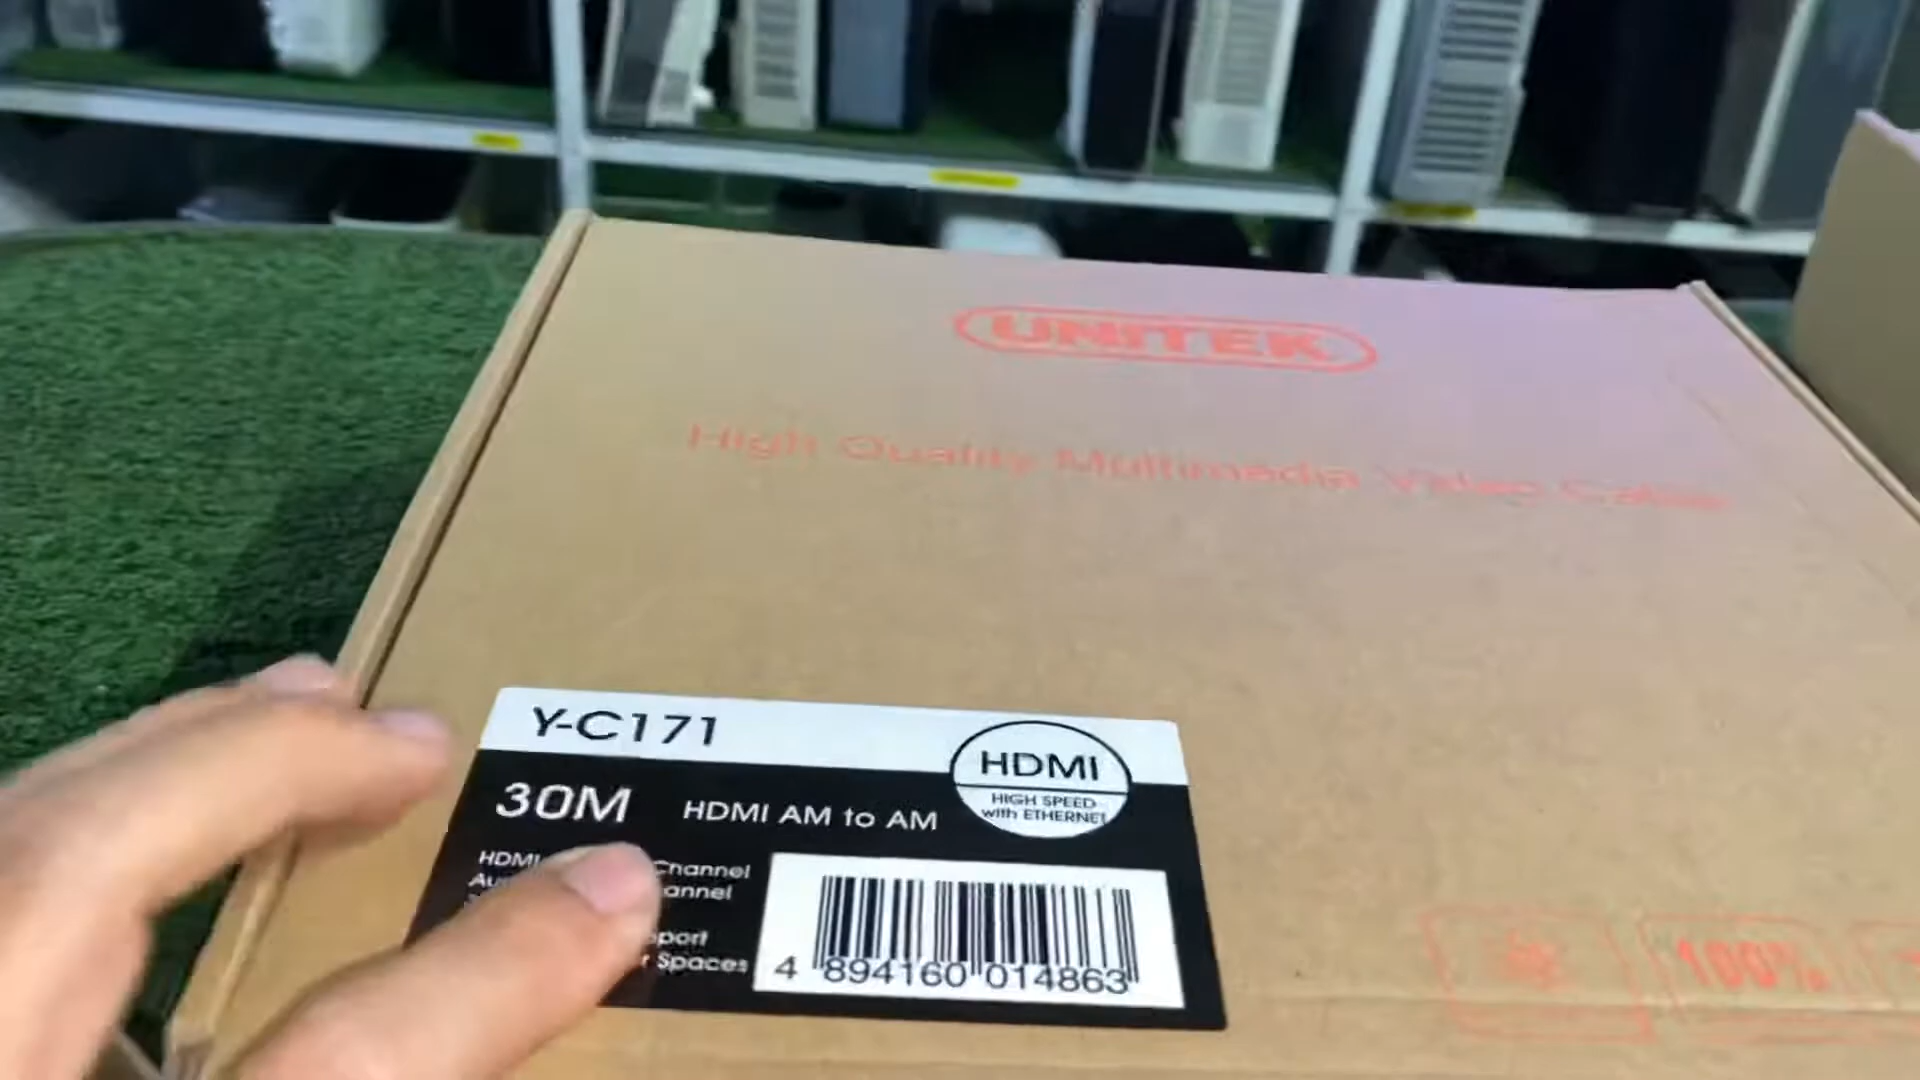 UNITEK
High Quality Multimedia Video Cable
Y-C171
HDMI
HIGH SPEED
with ETHERNET
30M HDMI AM to AM
HDMI Channel
annel
port
Spaces
4 894160 014863
100%